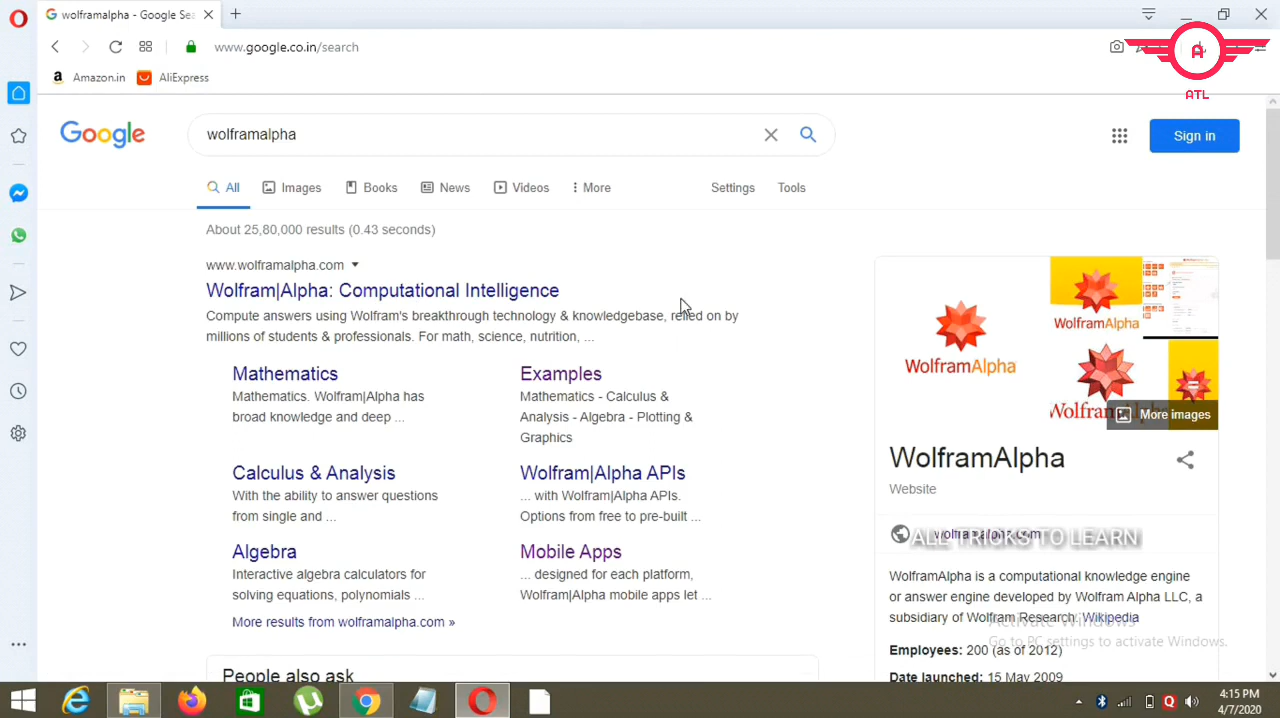 wolframalpha - Google Sea
www.google.co.in/search
a Amazon.in AliExpress
A
ATL
Google
wolframalpha
Sign in
All Images Books News Videos More Settings Tools
About 25,80,000 results (0.43 seconds)
www.wolframalpha.com
Wolfram|Alpha: Computational Intelligence
Compute answers using Wolfram's breakthrough technology & knowledgebase, relied on by
millions of students & professionals. For math, science, nutrition, ...
Mathematics
Mathematics. Wolfram|Alpha has
broad knowledge and deep ...
Examples
Mathematics - Calculus &
Analysis - Algebra - Plotting &
Graphics
Calculus & Analysis
With the ability to answer questions
from single and ...
Wolfram|Alpha APIs
... with Wolfram|Alpha APIs.
Options from free to pre-built ...
Algebra
Interactive algebra calculators for
solving equations, polynomials ...
Mobile Apps
... designed for each platform,
Wolfram|Alpha mobile apps let ...
More results from wolframalpha.com »
People also ask
WolframAlpha
WolframAlpha
More images
WolframAlpha
Website
wolframalpha.com
ALL TRICKS TO LEARN
WolframAlpha is a computational knowledge engine
or answer engine developed by Wolfram Alpha LLC, a
subsidiary of Wolfram Research. Wikipedia
Activate Windows
Go to PC settings to activate Windows.
Employees: 200 (as of 2012)
Date launched: 15 May 2009
4:15 PM
4/7/2020